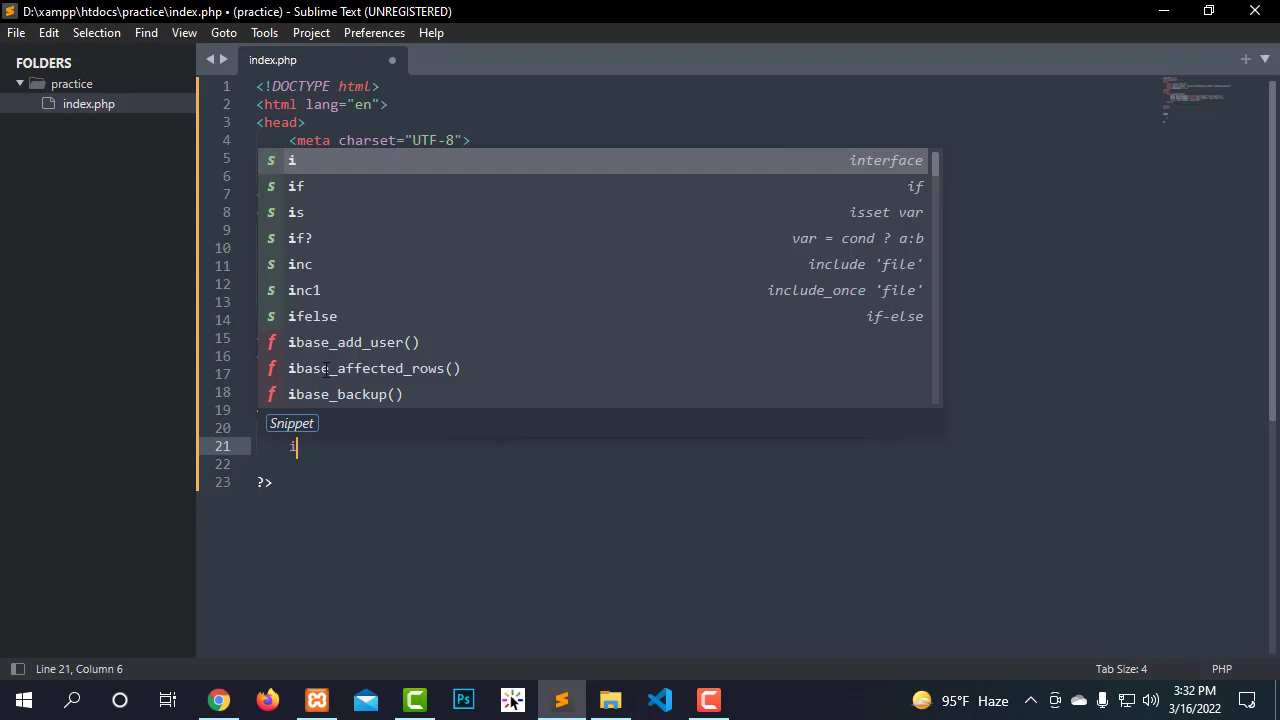 D:\xampp\htdocs\practice\index.php • (practice) - Sublime Text (UNREGISTERED)
File Edit Selection Find View Goto Tools Project Preferences Help
FOLDERS
practice
index.php
index.php
1 <!DOCTYPE html>
2 <html lang="en">
3 <head>
4 <meta charset="UTF-8">
5
6
7
8
9
10
11
12
13
14
15
16
17
18
19
20
21 i
22
23 ?>
s i interface
s if if
s is isset var
s if? var = cond ? a:b
s inc include 'file'
s inc1 include_once 'file'
s ifelse if-else
f ibase_add_user()
f ibase_affected_rows()
f ibase_backup()
Snippet
Line 21, Column 6 Tab Size: 4 PHP
Ps
95°F Haze
3:32 PM
3/16/2022